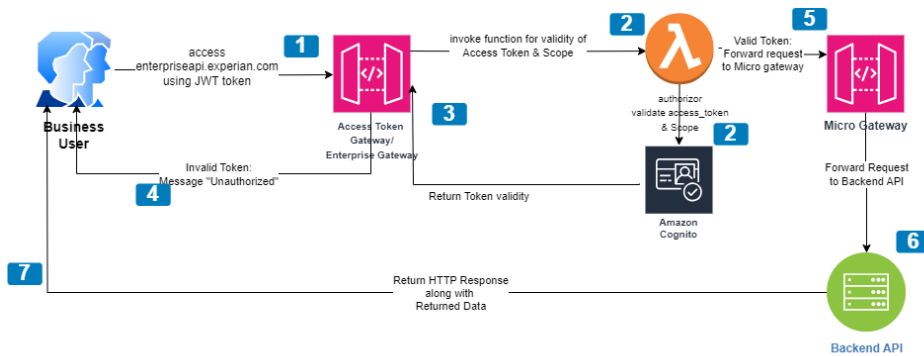 access
enterpriseapi.experian.com
using JWT token
1
Business
User
Access Token
Gateway/
Enterprise Gateway
invoke function for validity of
Access Token & Scope
2
authorizor
validate access_token
& Scope
2
Amazon
Cognito
3
Return Token validity
Invalid Token:
Message "Unauthorized"
4
Valid Token:
Forward request
to Micro gateway
5
Micro Gateway
Forward Request
to Backend API
6
Backend API
Return HTTP Response
along with
Returned Data
7